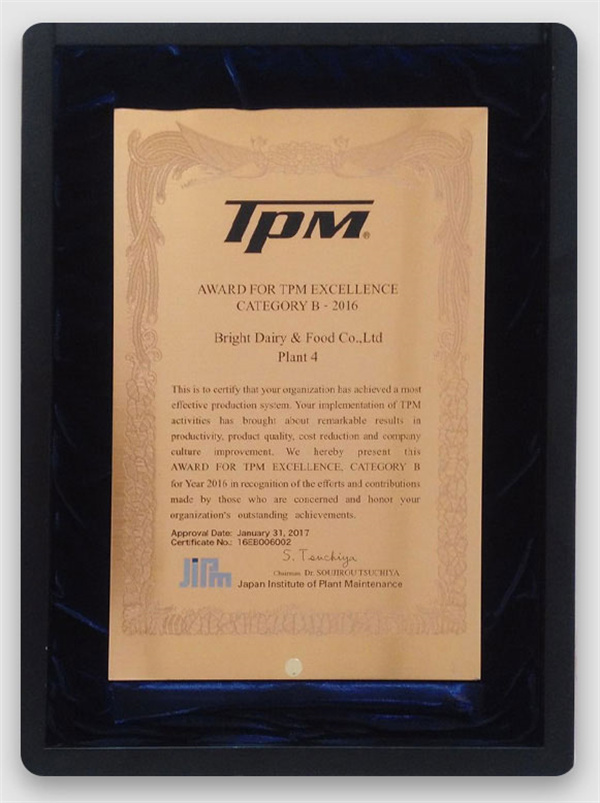 TPM®
AWARD FOR TPM EXCELLENCE
CATEGORY B - 2016
Bright Dairy & Food Co.,Ltd
Plant 4
This is to certify that your organization has achieved a most
effective production system. Your implementation of TPM
activities has brought about remarkable results in
productivity, product quality, cost reduction and company
culture improvement. We hereby present this
AWARD FOR TPM EXCELLENCE, CATEGORY B
for Year 2016 in recognition of the efforts and contributions
made by those who are concerned and honor your
organization's outstanding achievements.
Approval Date: January 31, 2017
Certificate No.: 16EB006002
S. Tsuchiya
Chairman Dr. SOUJIROU TSUCHIYA
JIPM
Japan Institute of Plant Maintenance